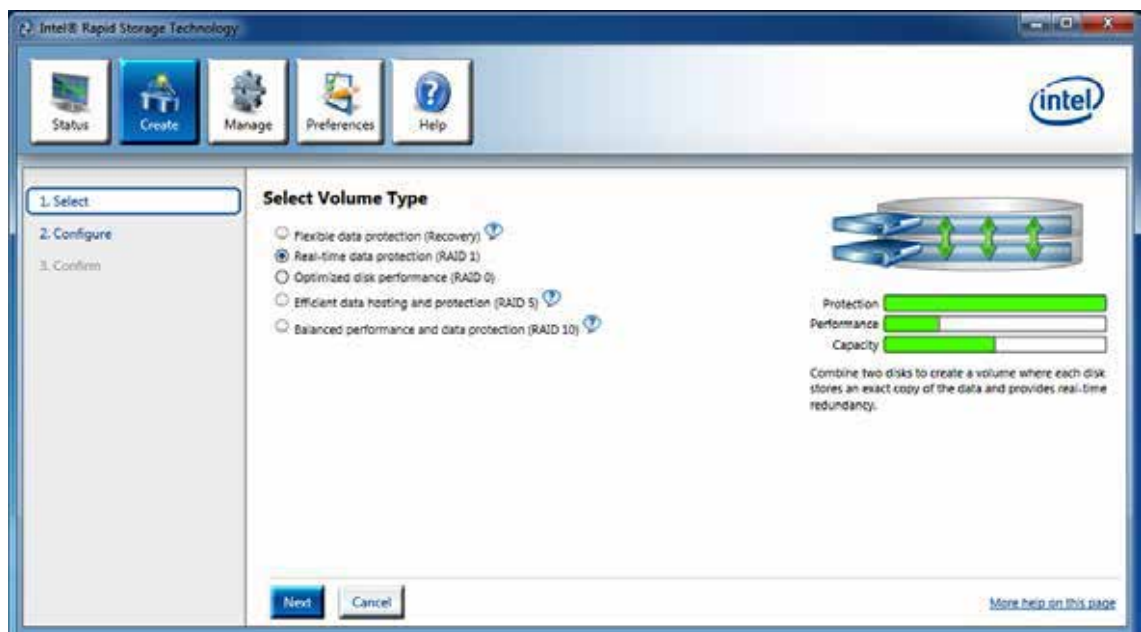 Intel® Rapid Storage Technology
Status
Create
Manage
Preferences
Help
intel
1. Select
2. Configure
3. Confirm
Select Volume Type
Flexible data protection (Recovery) ?
Real-time data protection (RAID 1)
Optimized disk performance (RAID 0)
Efficient data hosting and protection (RAID 5) ?
Balanced performance and data protection (RAID 10) ?
Protection
Performance
Capacity
Combine two disks to create a volume where each disk
stores an exact copy of the data and provides real-time
redundancy.
Next
Cancel
More help on this page